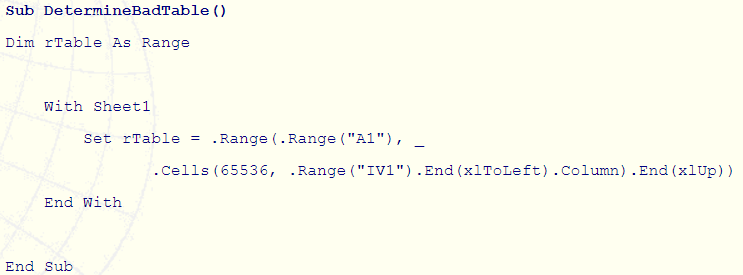 Sub DetermineBadTable()
Dim rTable As Range
With Sheet1
Set rTable = .Range(.Range("A1"), _
.Cells(65536, .Range("IV1").End(xlToLeft).Column).End(xlUp))
End With
End Sub